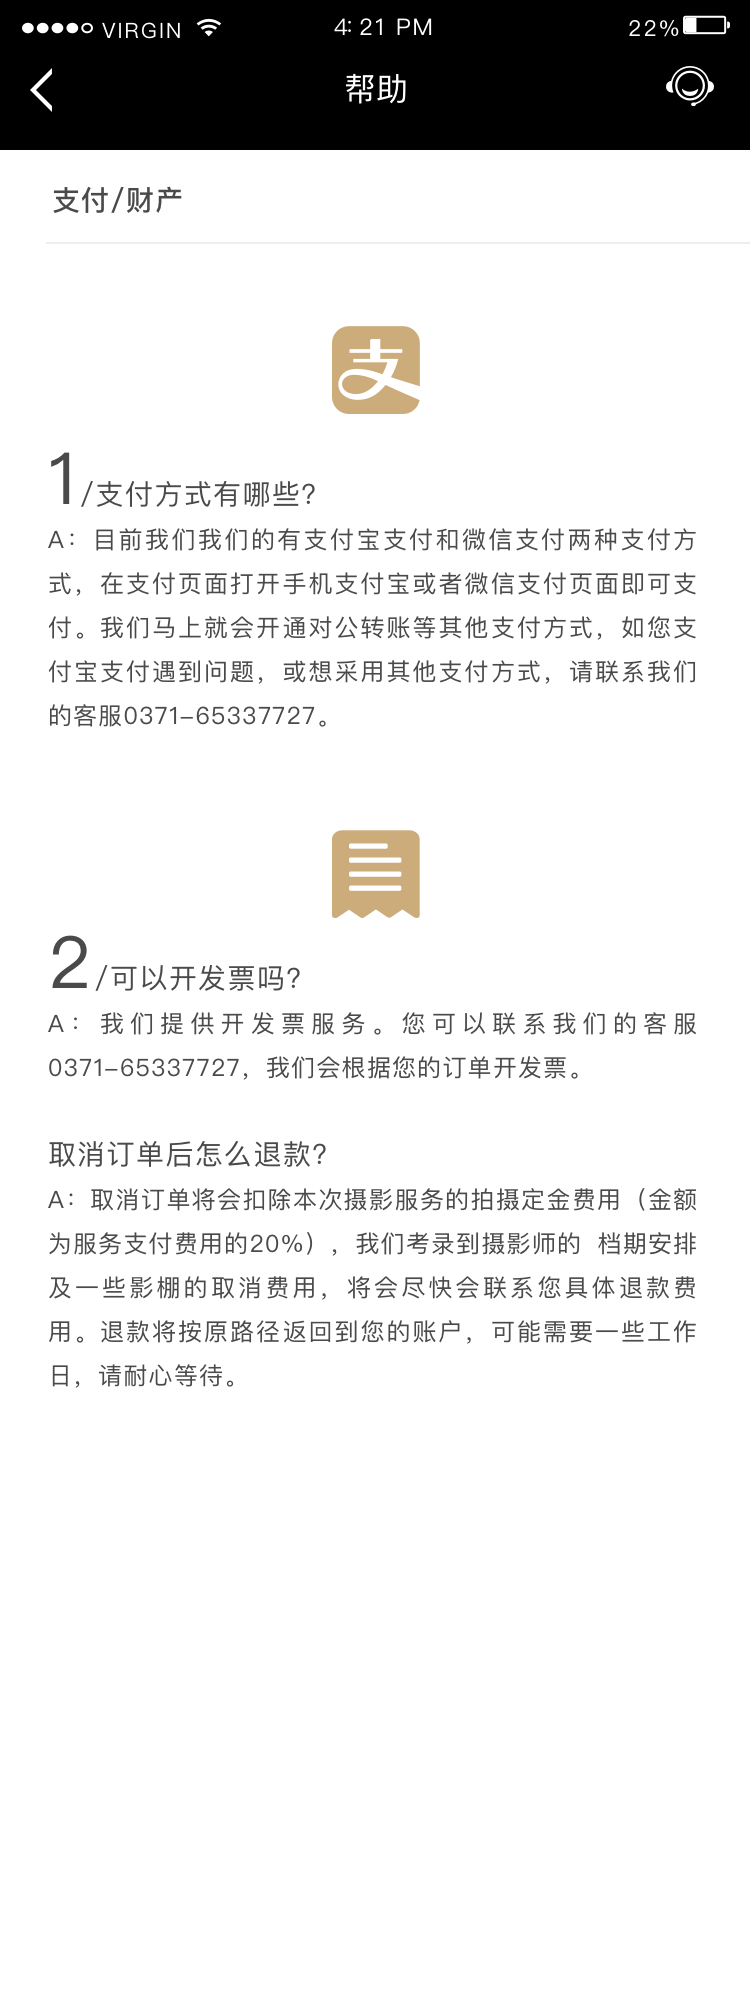 VIRGIN 4: 21 PM 22%
帮助
支付/财产
支
1/支付方式有哪些?
A：目前我们我们的有支付宝支付和微信支付两种支付方
式，在支付页面打开手机支付宝或者微信支付页面即可支
付。我们马上就会开通对公转账等其他支付方式，如您支
付宝支付遇到问题，或想采用其他支付方式，请联系我们
的客服0371-65337727。
2/可以开发票吗?
A：我们提供开发票服务。您可以联系我们的客服
0371-65337727，我们会根据您的订单开发票。
取消订单后怎么退款?
A：取消订单将会扣除本次摄影服务的拍摄定金费用（金额
为服务支付费用的20%），我们考录到摄影师的 档期安排
及一些影棚的取消费用，将会尽快会联系您具体退款费
用。退款将按原路径返回到您的账户，可能需要一些工作
日，请耐心等待。